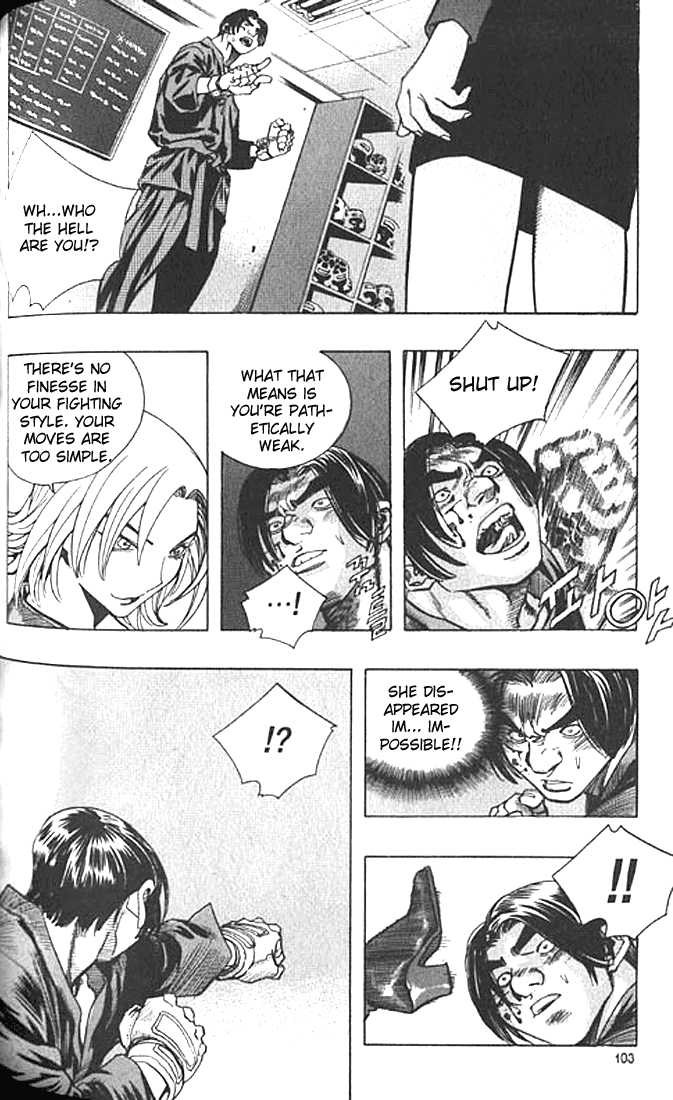 WH...WHO
THE HELL
ARE YOU!?
THERE'S NO
FINESSE IN
YOUR FIGHTING
STYLE. YOUR
MOVES ARE
TOO SIMPLE.
WHAT THAT
MEANS IS
YOU'RE PATH-
ETICALLY
WEAK.
...!
SHUT UP!
!?
SHE DIS-
APPEARED
IM... IM-
POSSIBLE!!
!!
103